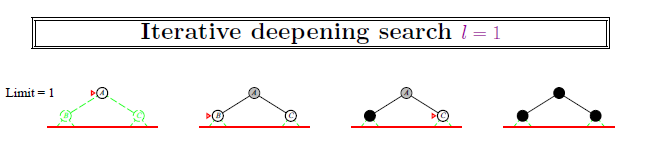 Iterative deepening search l = 1
Limit = 1
A
B
C
A
B
C
A
C